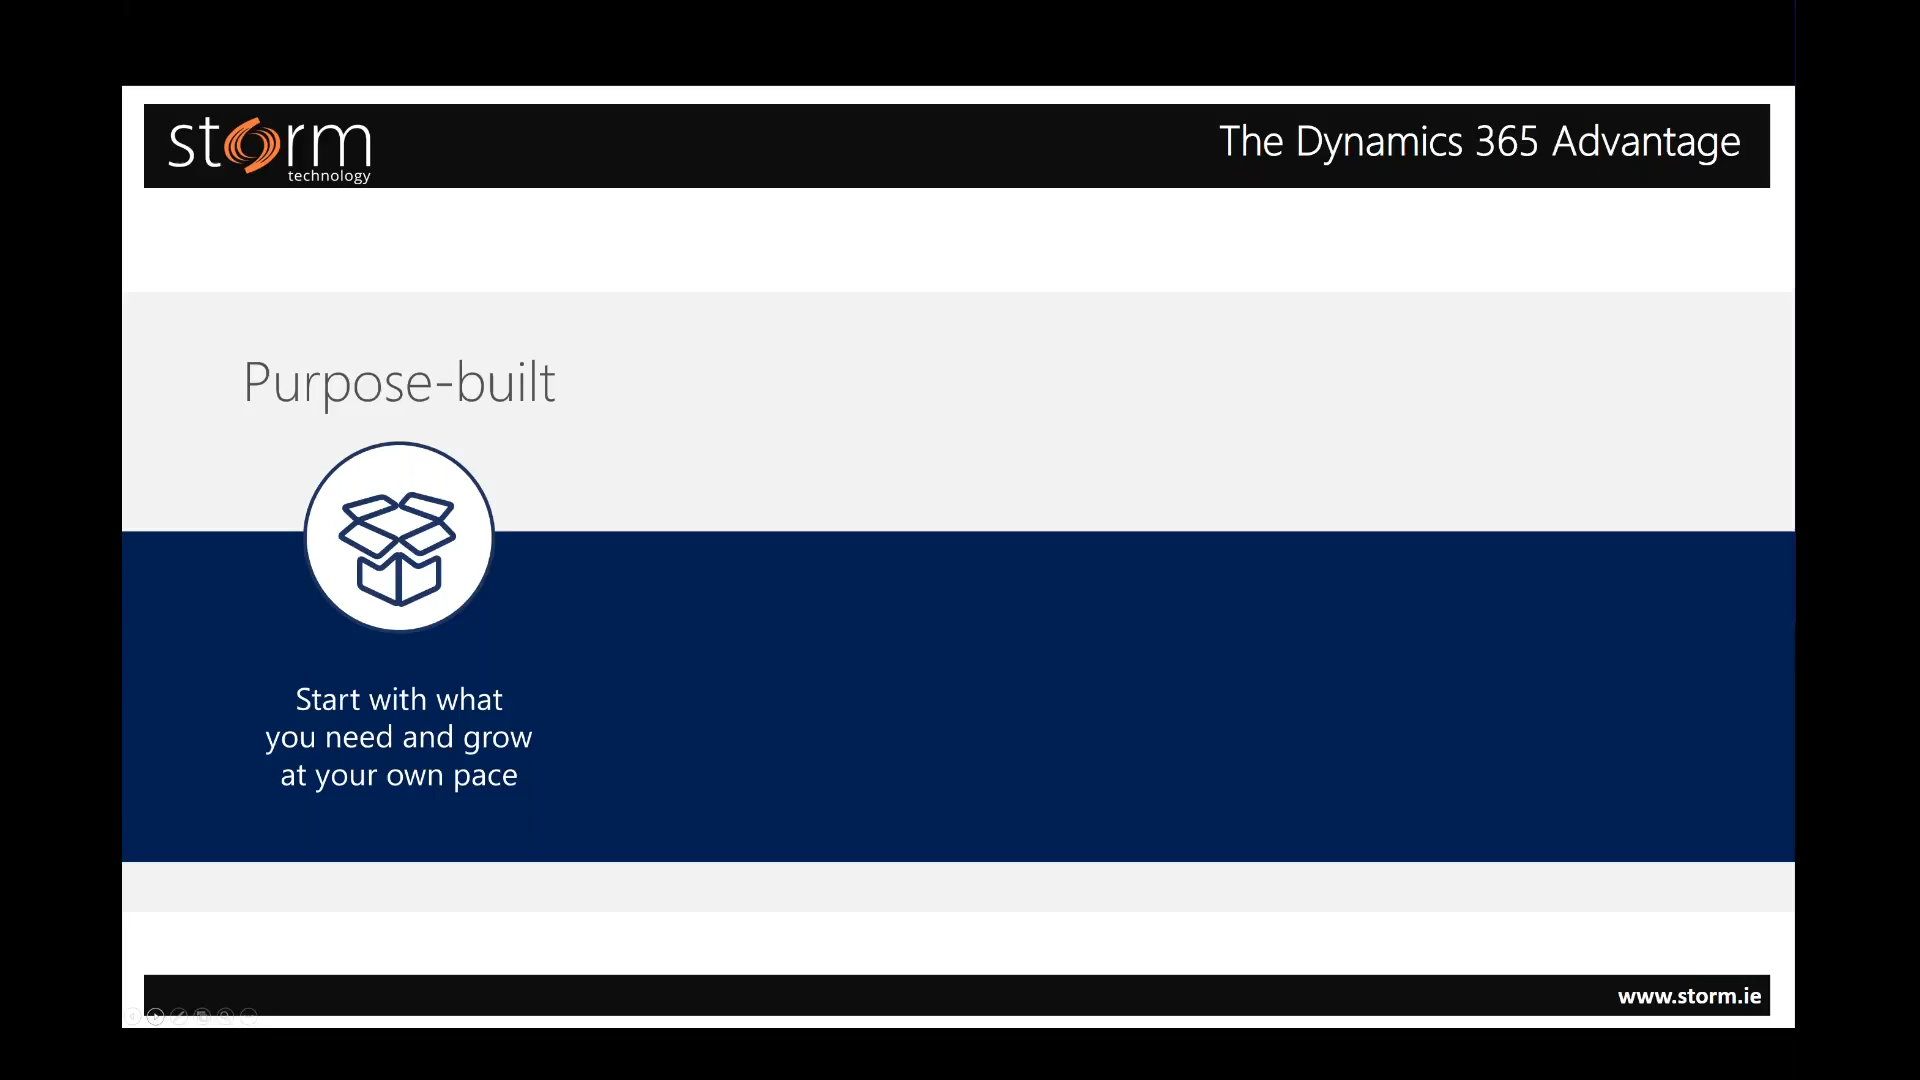 storm
technology
The Dynamics 365 Advantage
Purpose-built
Start with what
you need and grow
at your own pace
www.storm.ie